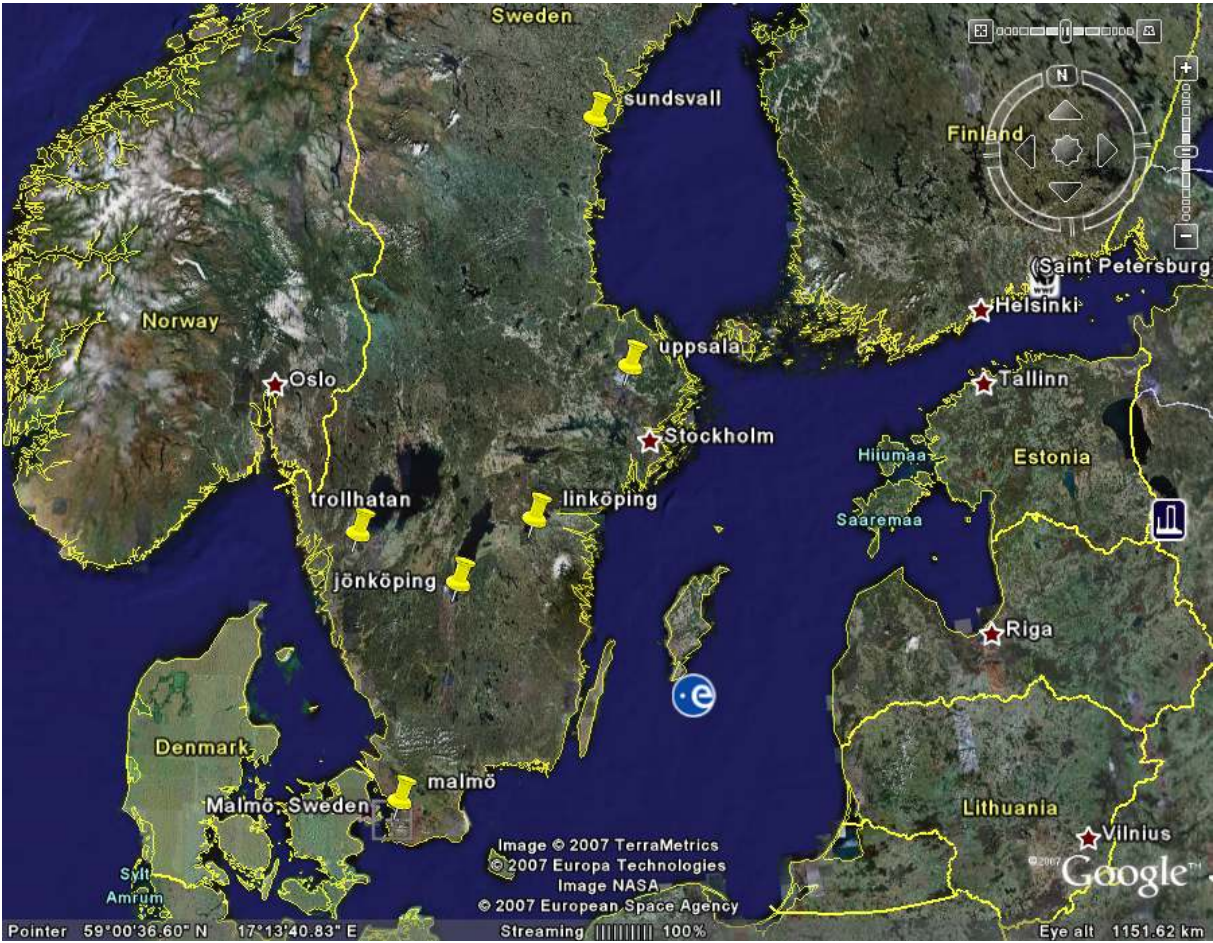 Sweden
sundsvall
N
Finland
(Saint Petersburg)
Helsinki
Norway
uppsala
Oslo
Tallinn
Stockholm
Hiiumaa
Estonia
trollhatan
linköping
Saaremaa
jönköping
Riga
Denmark
malmö
Malmö, Sweden
Lithuania
Vilnius
Image © 2007 TerraMetrics
© 2007 Europa Technologies
Image NASA
© 2007 European Space Agency
©2007 Google™
Sylt
Amrum
Pointer 59°00'36.60" N 17°13'40.83" E Streaming 100% Eye alt 1151.62 km